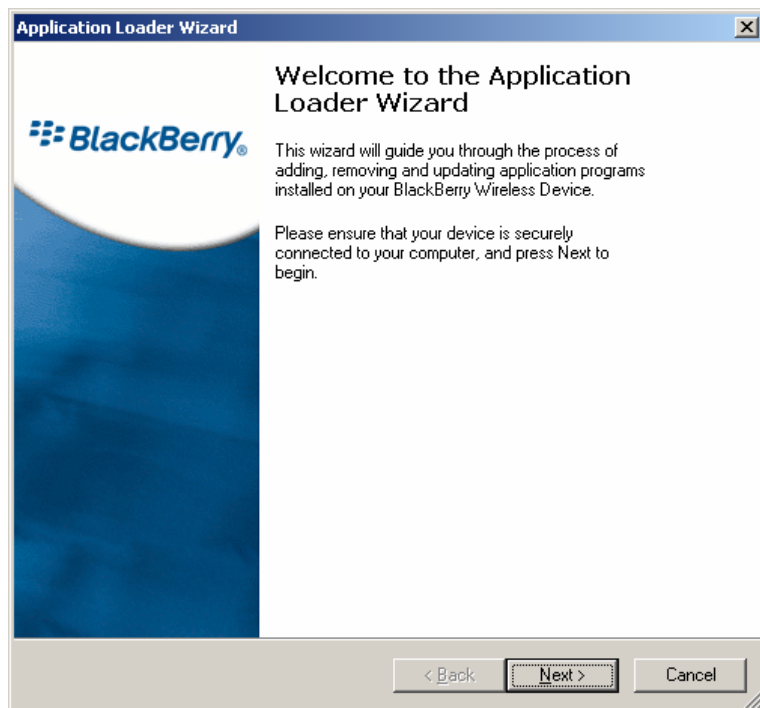 Application Loader Wizard
Welcome to the Application
Loader Wizard
BlackBerry®
This wizard will guide you through the process of
adding, removing and updating application programs
installed on your BlackBerry Wireless Device.
Please ensure that your device is securely
connected to your computer, and press Next to
begin.
< Back Next > Cancel